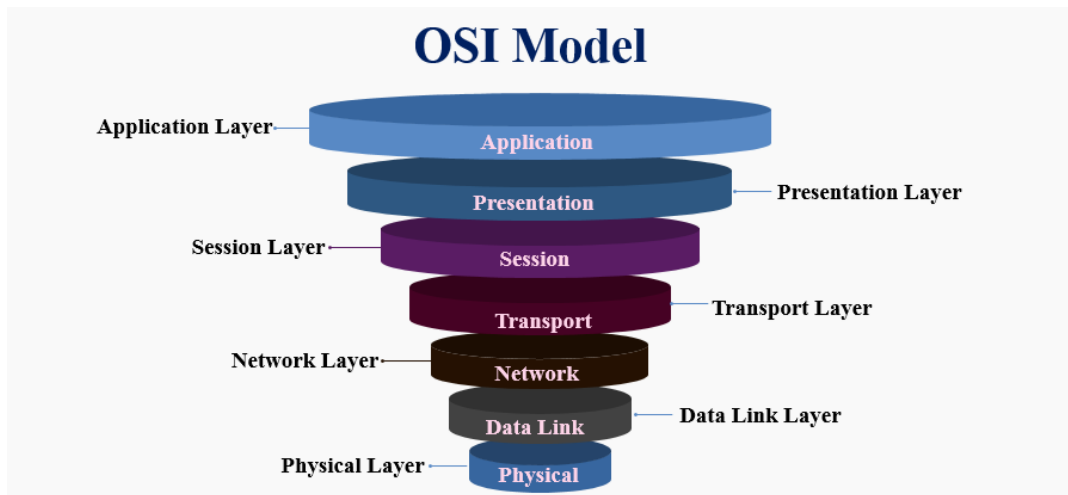 OSI Model
Application Layer
Application
Presentation
Presentation Layer
Session Layer
Session
Transport
Transport Layer
Network Layer
Network
Data Link
Data Link Layer
Physical Layer
Physical